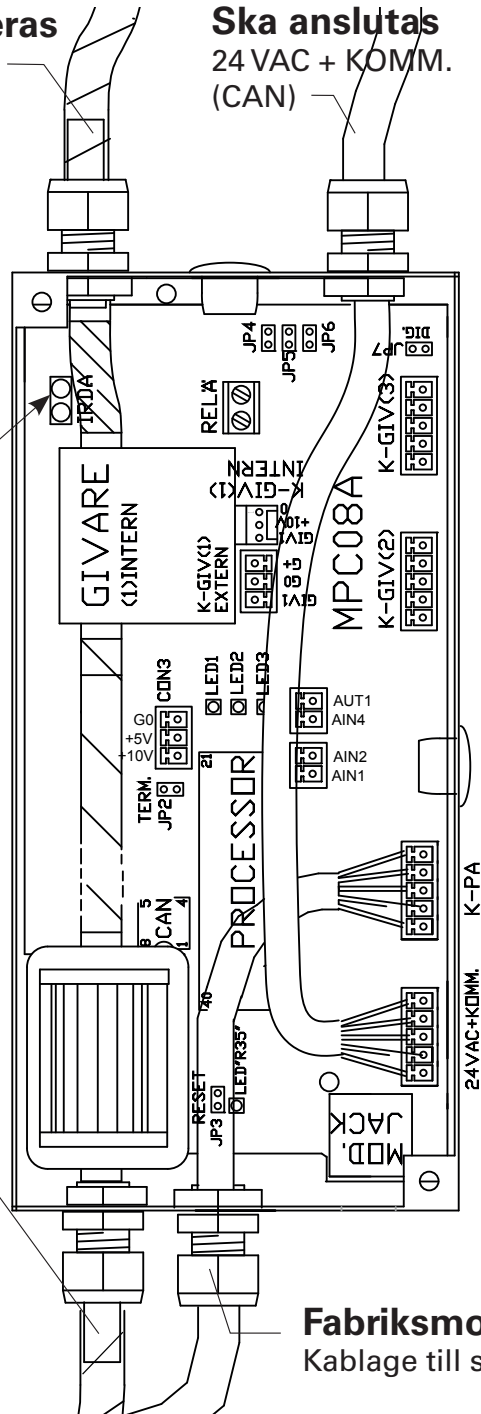 eras
Ska anslutas
24 VAC + KOMM.
(CAN)
JP4
JP5
JP6
DIG.
JP7
IRDA
RELÄ
K-GIV(3)
GIVARE
(1)INTERN
K-GIV(1)
INTERN
0
+10V
GIV1
K-GIV(1)
EXTERN
G+
G0
GIV1
MPC08A
K-GIV(2)
CON3
G0
+5V
+10V
LED1
LED2
LED3
AUT1
AIN4
AIN2
AIN1
TERM.
JP2
21
PROCESSOR
40
CAN
5
4
8
1
K-PA
24VAC+KOMM.
RESET
JP3
LED"R35"
MOD.
JACK
Fabriksmo
Kablage till s